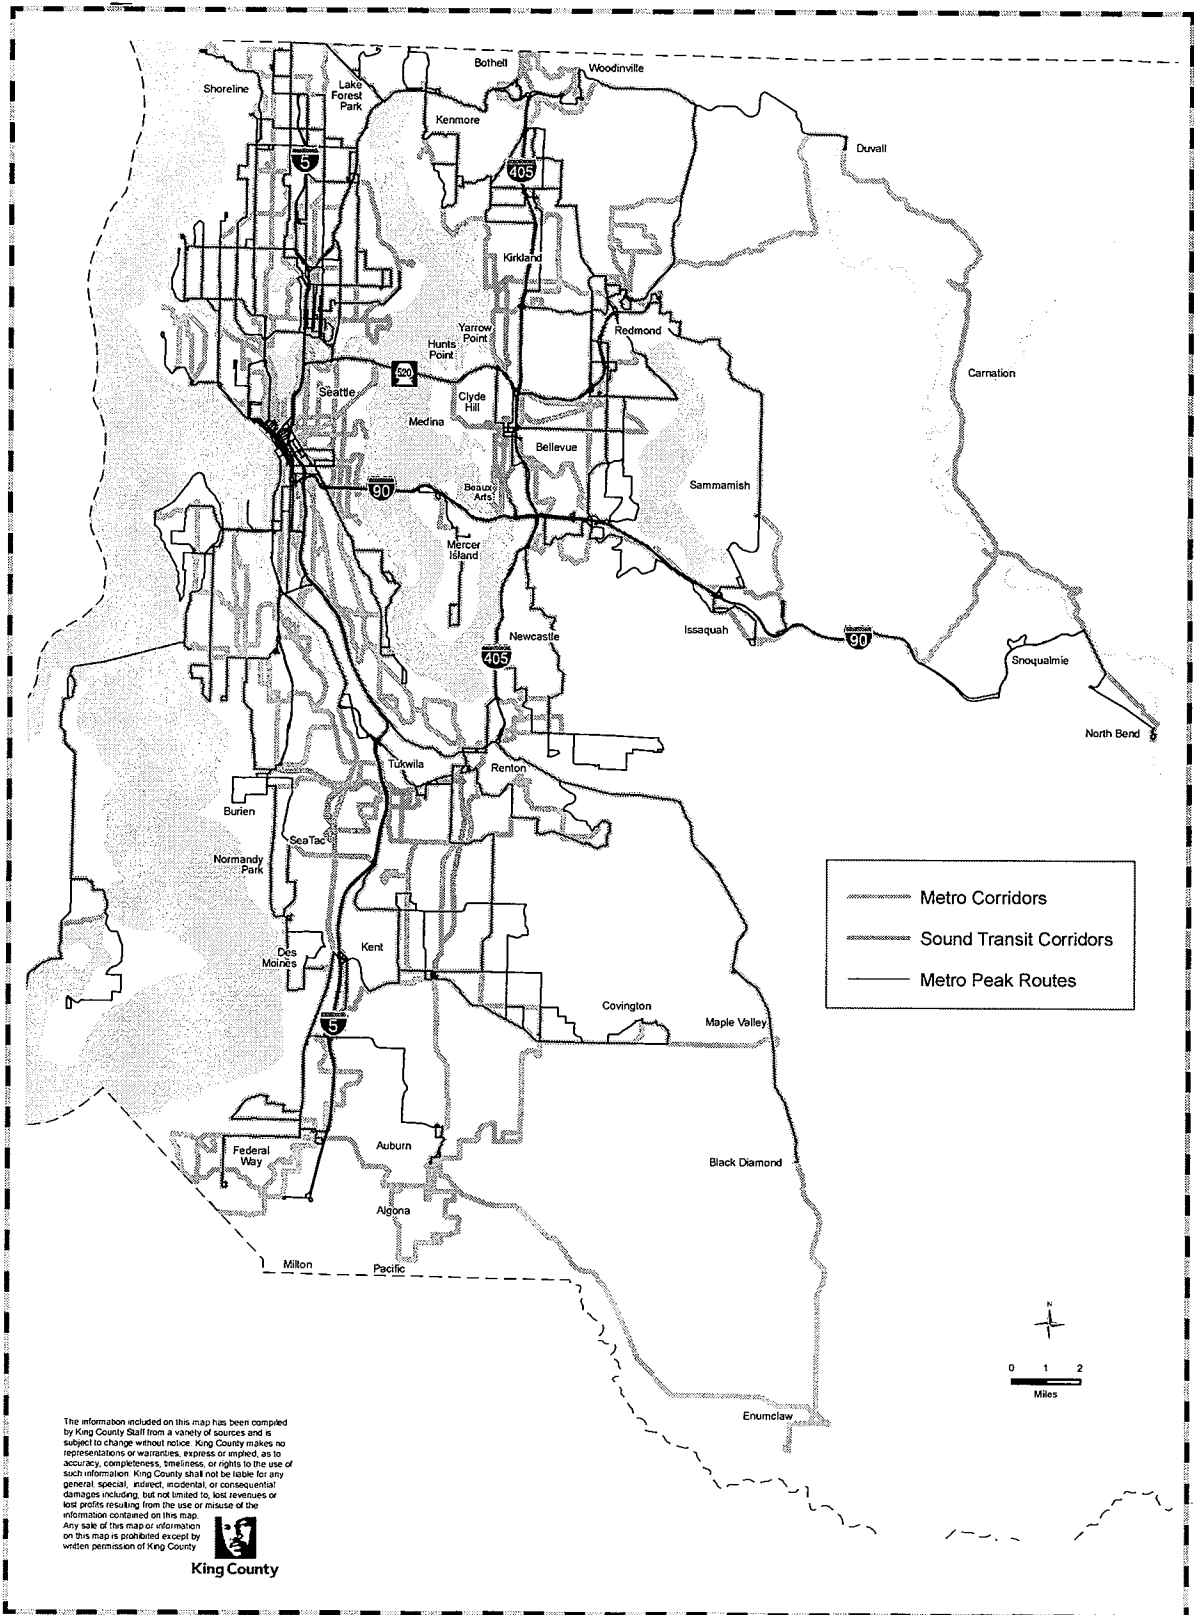 Bothell
Woodinville
Shoreline
Lake
Forest
Park
Kenmore
5
405
Duvall
Kirkland
Yarrow
Point
Redmond
Hunts
Point
520
Carnation
Seattle
Clyde
Hill
Medina
Bellevue
90
Beaux
Arts
Sammamish
Mercer
Island
Newcastle
Issaquah
90
405
Snoqualmie
North Bend
Tukwila
Renton
Burien
SeaTac
Normandy
Park
Metro Corridors
Sound Transit Corridors
Metro Peak Routes
Des
Moines
Kent
5
Covington
Maple Valley
Federal
Way
Auburn
Black Diamond
Algona
Milton
Pacific
N
0 1 2
Miles
Enumclaw
The information included on this map has been compiled
by King County Staff from a variety of sources and is
subject to change without notice. King County makes no
representations or warranties, express or implied, as to
accuracy, completeness, timeliness, or rights to the use of
such information. King County shall not be liable for any
general, special, indirect, incidental, or consequential
damages including, but not limited to, lost revenues or
lost profits resulting from the use or misuse of the
information contained on this map.
Any sale of this map or information
on this map is prohibited except by
written permission of King County
King County